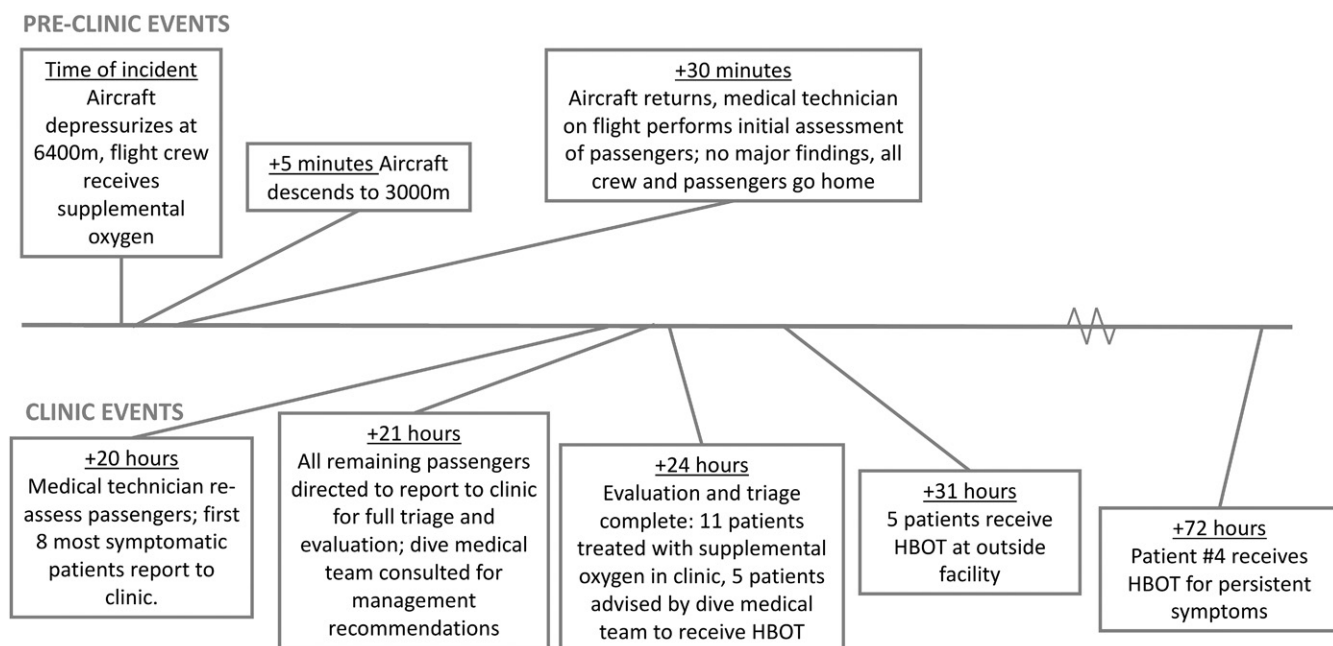 PRE-CLINIC EVENTS
Time of incident
Aircraft
depressurizes at
6400m, flight crew
receives
supplemental
oxygen
+5 minutes Aircraft
descends to 3000m
+30 minutes
Aircraft returns, medical technician
on flight performs initial assessment
of passengers; no major findings, all
crew and passengers go home
CLINIC EVENTS
+20 hours
Medical technician re-
assess passengers; first
8 most symptomatic
patients report to
clinic.
+21 hours
All remaining passengers
directed to report to clinic
for full triage and
evaluation; dive medical
team consulted for
management
recommendations
+24 hours
Evaluation and triage
complete: 11 patients
treated with supplemental
oxygen in clinic, 5 patients
advised by dive medical
team to receive HBOT
+31 hours
5 patients receive
HBOT at outside
facility
+72 hours
Patient #4 receives
HBOT for persistent
symptoms